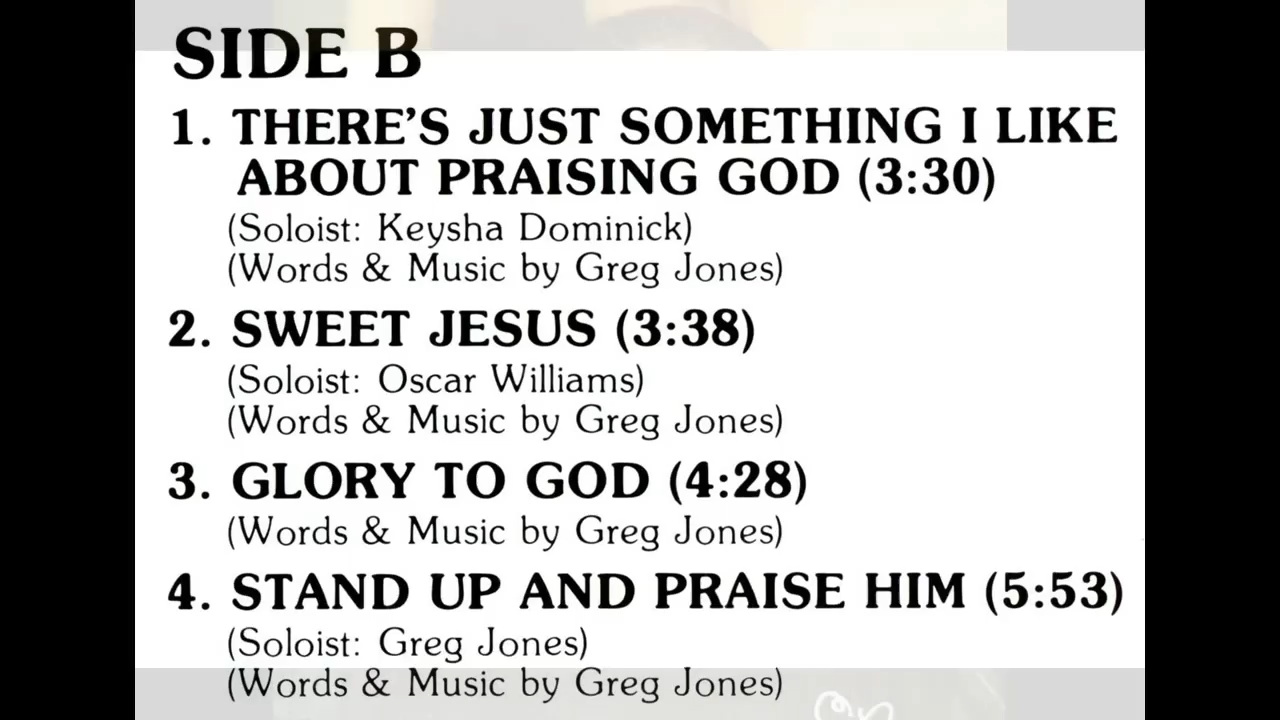 SIDE B
1. THERE'S JUST SOMETHING I LIKE
ABOUT PRAISING GOD (3:30)
(Soloist: Keysha Dominick)
(Words & Music by Greg Jones)
2. SWEET JESUS (3:38)
(Soloist: Oscar Williams)
(Words & Music by Greg Jones)
3. GLORY TO GOD (4:28)
(Words & Music by Greg Jones)
4. STAND UP AND PRAISE HIM (5:53)
(Soloist: Greg Jones)
(Words & Music by Greg Jones)